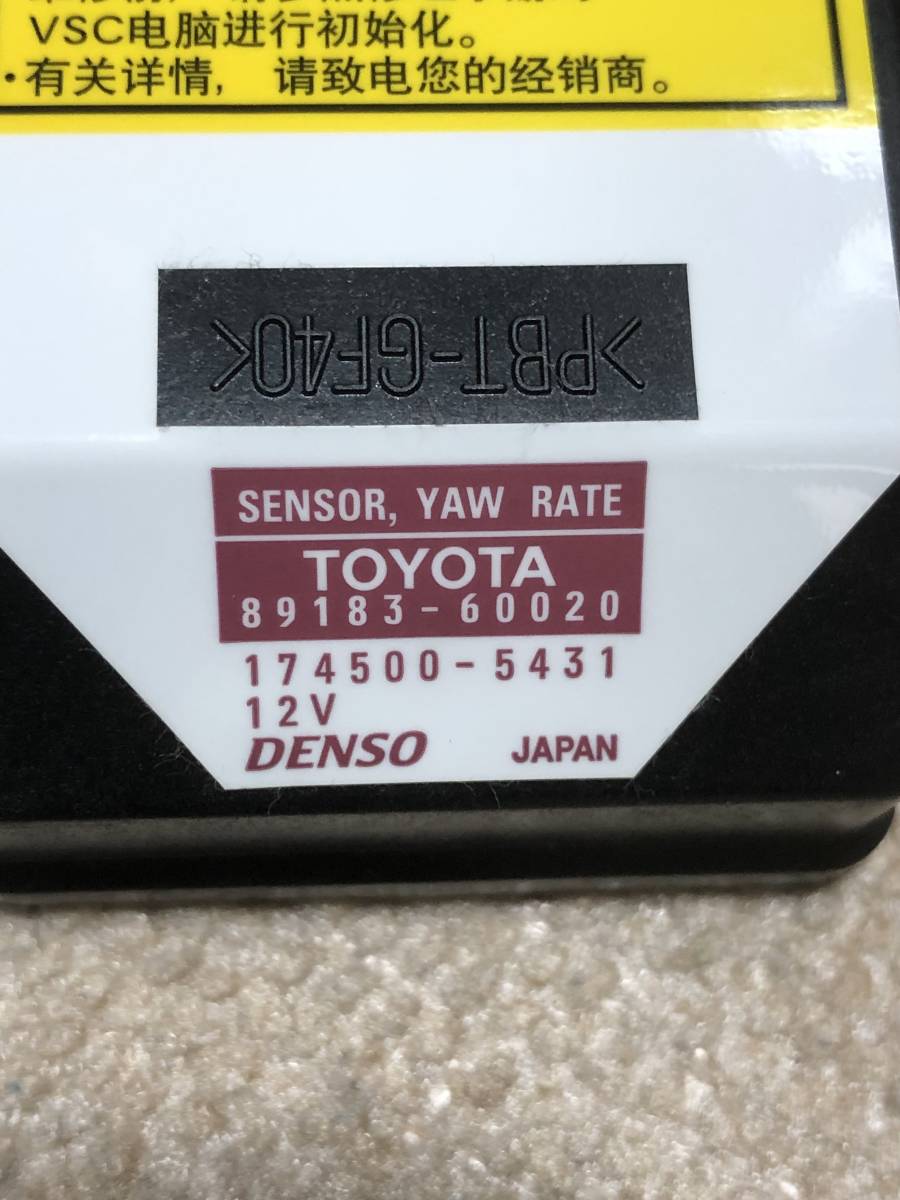 VSC电脑进行初始化。
·有关详情, 请致电您的经销商。
>PBT-GF40<
SENSOR, YAW RATE
TOYOTA
89183-60020
174500-5431
12V
DENSO JAPAN